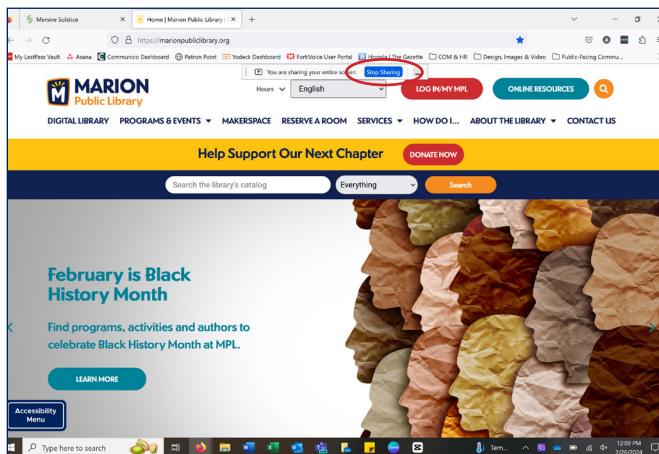 Mersive Solstice
Home | Marion Public Library
https://marionpubliclibrary.org
My LastPass Vault Asana Communico Dashboard Patron Point Yodeck Dashboard FortiVoice User Portal Hoopla | The Gazette COM & HR Design, Images & Video Public-Facing Commu...
You are sharing your entire screen. Stop Sharing
MARION
Public Library
Hours English LOG IN/MY MPL ONLINE RESOURCES
DIGITAL LIBRARY PROGRAMS & EVENTS MAKERSPACE RESERVE A ROOM SERVICES HOW DO I... ABOUT THE LIBRARY CONTACT US
Help Support Our Next Chapter DONATE NOW
Search the library's catalog Everything Search
February is Black
History Month
Find programs, activities and authors to
celebrate Black History Month at MPL.
LEARN MORE
Accessibility
Menu
Type here to search Tem... 12:09 PM
2/26/2024